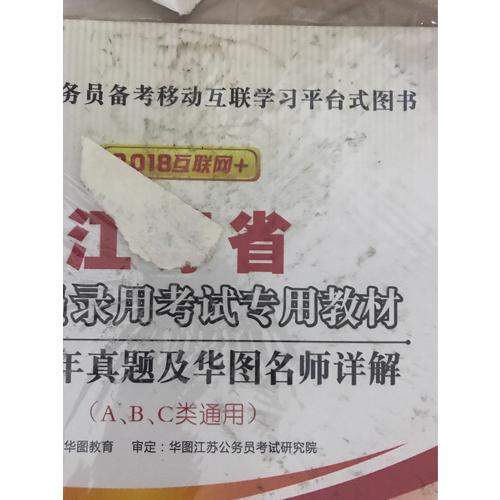 务员备考移动互联学习平台式图书
2018互联网+
江 省
录用考试专用教材
年真题及华图名师详解
(A、B、C类通用)
华图教育 审定:华图江苏公务员考试研究院